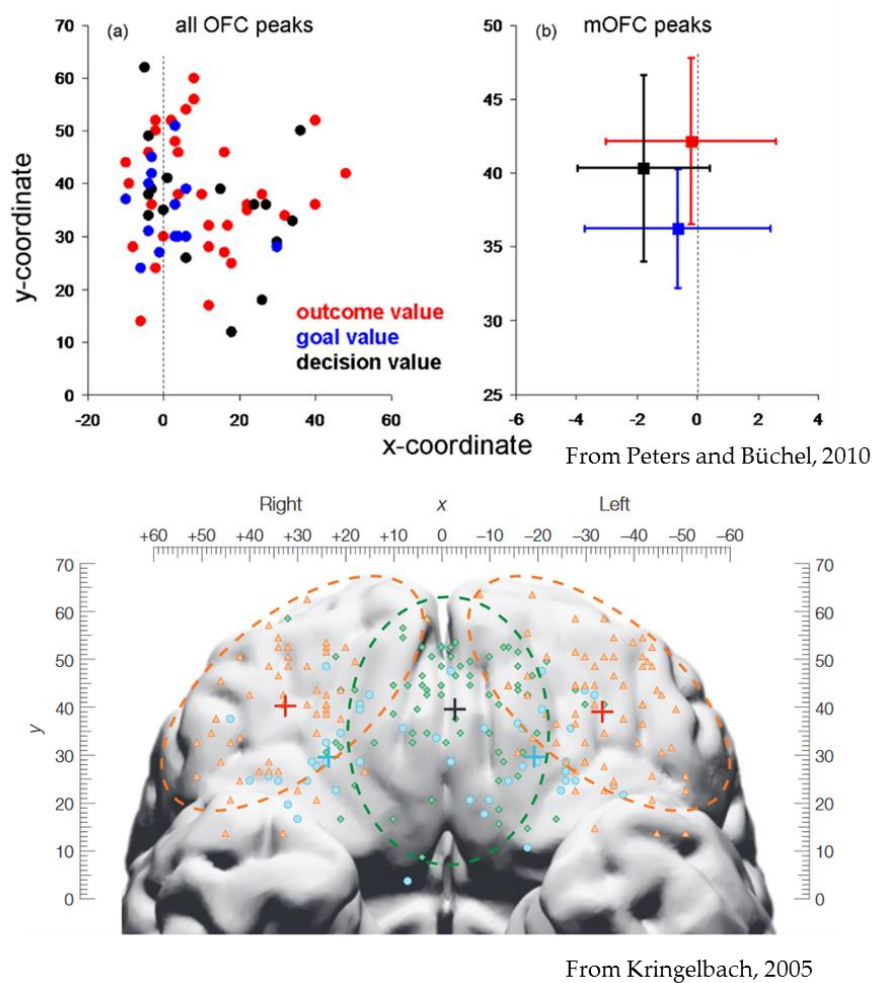 (a) all OFC peaks
70
60
50
40
30
20
10
0
y-coordinate
-20 0 20 40 60
outcome value
goal value
decision value
(b) mOFC peaks
50
45
40
35
30
25
-6 -4 -2 0 2 4
x-coordinate
From Peters and Büchel, 2010
Right x Left
+60 +50 +40 +30 +20 +10 0 -10 -20 -30 -40 -50 -60
70 70
60 60
50 50
40 40
y
30 30
20 20
10 10
0 0
From Kringelbach, 2005